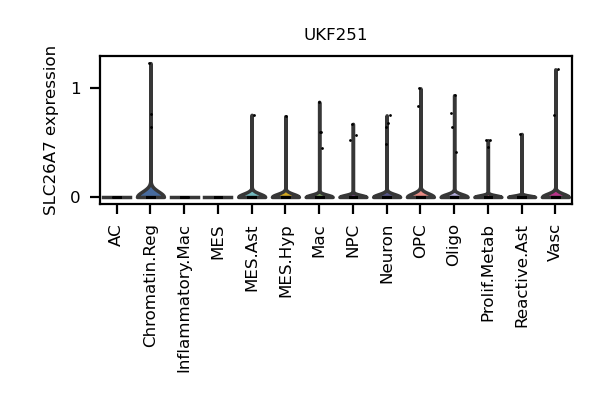 UKF251
SLC26A7 expression
1
0
AC
Chromatin.Reg
Inflammatory.Mac
MES
MES.Ast
MES.Hyp
Mac
NPC
Neuron
OPC
Oligo
Prolif.Metab
Reactive.Ast
Vasc